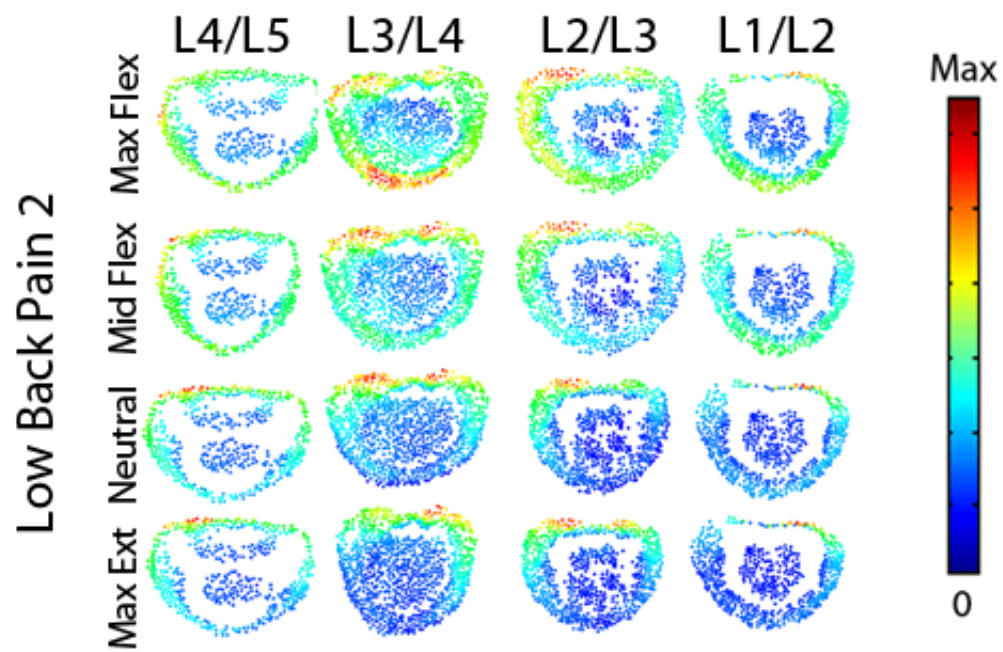 L4/L5 L3/L4 L2/L3 L1/L2
Max
Low Back Pain 2
Max Flex
Mid Flex
Neutral
Max Ext
0